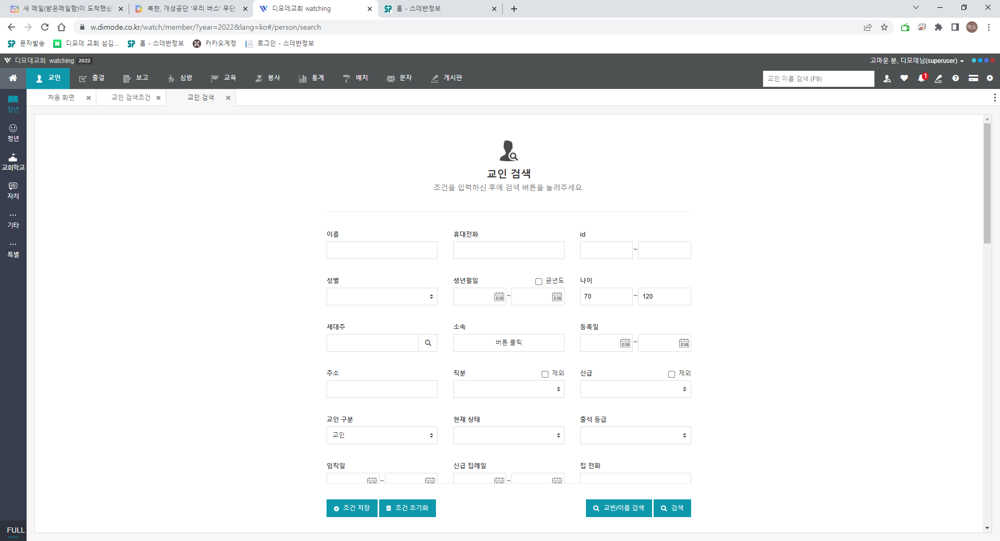 새 메일(받은메일함)이 도착했습
북한, 개성공단 '우리 버스' 무단
디모데교회 watching
홈 - 스데반정보
w.dimode.co.kr/watch/member/?year=2022&lang=ko#/person/search
미소
문자발송
디모데 교회 섬김...
홈 - 스데반정보
카카오계정
로그인 - 스데반정보
디모데교회 watching 2022
고마운 분, 디모데님(superuser)
교인
출결
보고
심방
교육
봉사
통계
배치
문자
게시판
교인 이름 검색 (F9)
1
처음 화면
교인 검색조건
교인 검색
장년
청년
교회학교
자치
기타
특별
FULL
교인 검색
조건을 입력하신 후에 검색 버튼을 눌러주세요.
이름
휴대전화
id
~
성별
생년월일
금년도
나이
~
70 ~ 120
세대주
소속
등록일
버튼 클릭
~
주소
직분
제외
신급
제외
교인 구분
현재 상태
출석 등급
교인
임직일
신급 집례일
집 전화
~
~
조건 저장
조건 초기화
교번/이름 검색
검색